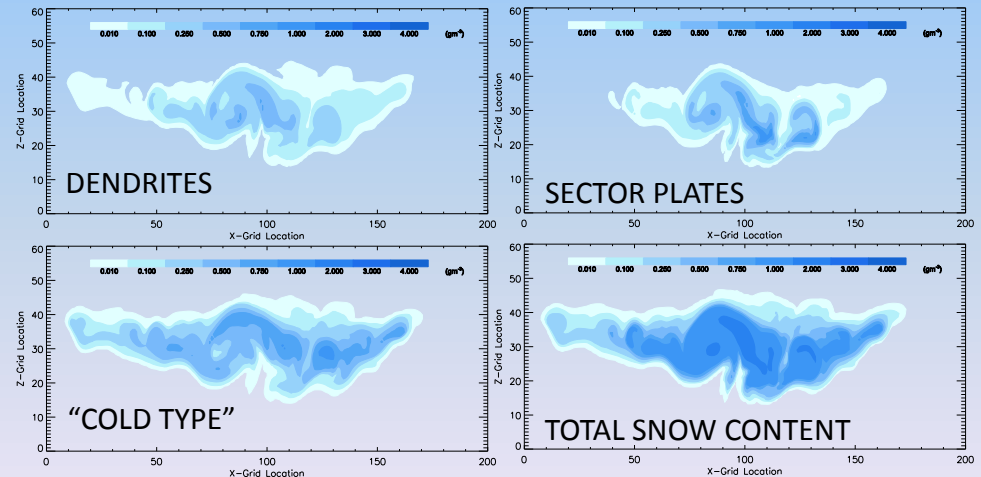 60
50
40
30
20
10
0
Z-Grid Location
0.010 0.100 0.250 0.500 0.750 1.000 2.000 3.000 4.000 (gm⁻³)
DENDRITES
0 50 100 150 200
X-Grid Location
60
50
40
30
20
10
0
Z-Grid Location
0.010 0.100 0.250 0.500 0.750 1.000 2.000 3.000 4.000 (gm⁻³)
SECTOR PLATES
0 50 100 150 200
X-Grid Location
60
50
40
30
20
10
0
Z-Grid Location
0.010 0.100 0.250 0.500 0.750 1.000 2.000 3.000 4.000 (gm⁻³)
“COLD TYPE”
0 50 100 150 200
X-Grid Location
60
50
40
30
20
10
0
Z-Grid Location
0.010 0.100 0.250 0.500 0.750 1.000 2.000 3.000 4.000 (gm⁻³)
TOTAL SNOW CONTENT
0 50 100 150 200
X-Grid Location